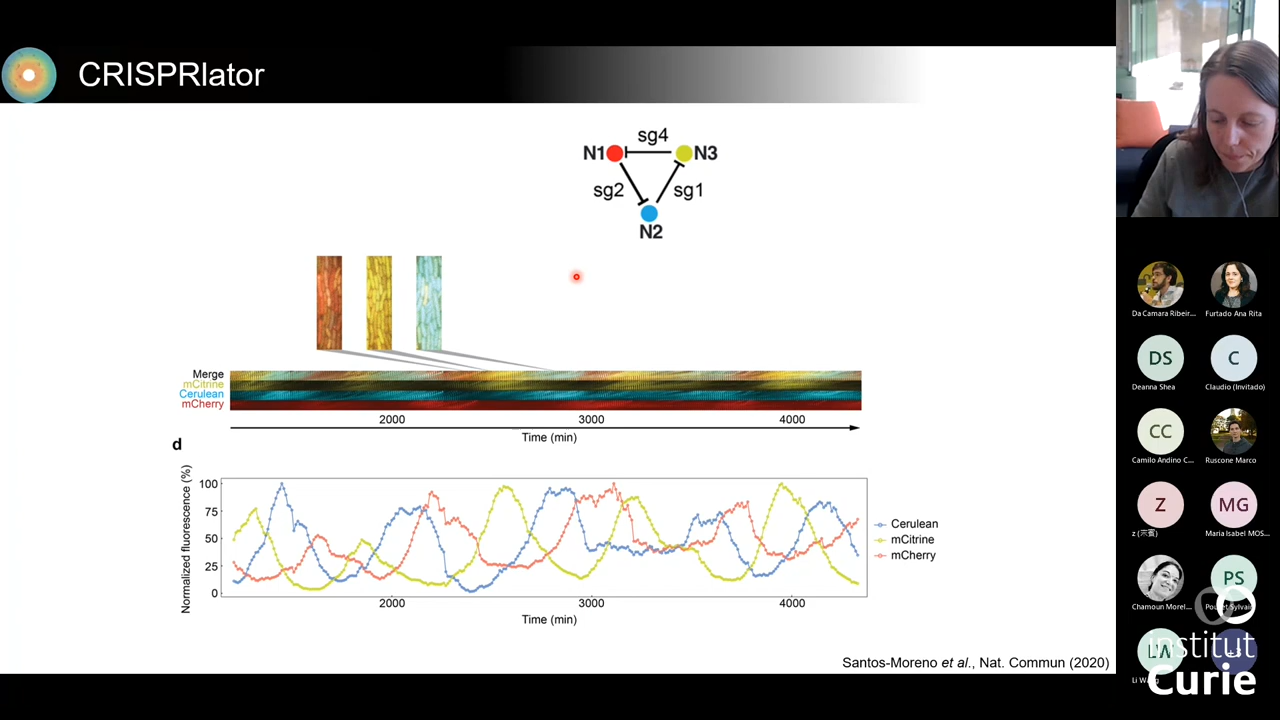 CRISPRlator
sg4
N1
N3
sg2
sg1
N2
Merge
mCitrine
Cerulean
mCherry
2000
3000
4000
Time (min)
d
Normalized fluorescence (%)
100
75
50
25
0
2000
3000
4000
Time (min)
Cerulean
mCitrine
mCherry
Santos-Moreno et al., Nat. Commun (2020)
Da Camara Ribeir...
Furtado Ana Rita
DS
C
Deanna Shea
Claudio (Invitado)
CC
Camilo Andino C...
Ruscone Marco
Z
MG
Maria Isabel MOS...
PS
Chamoun Morel...
LW
institut
Curie